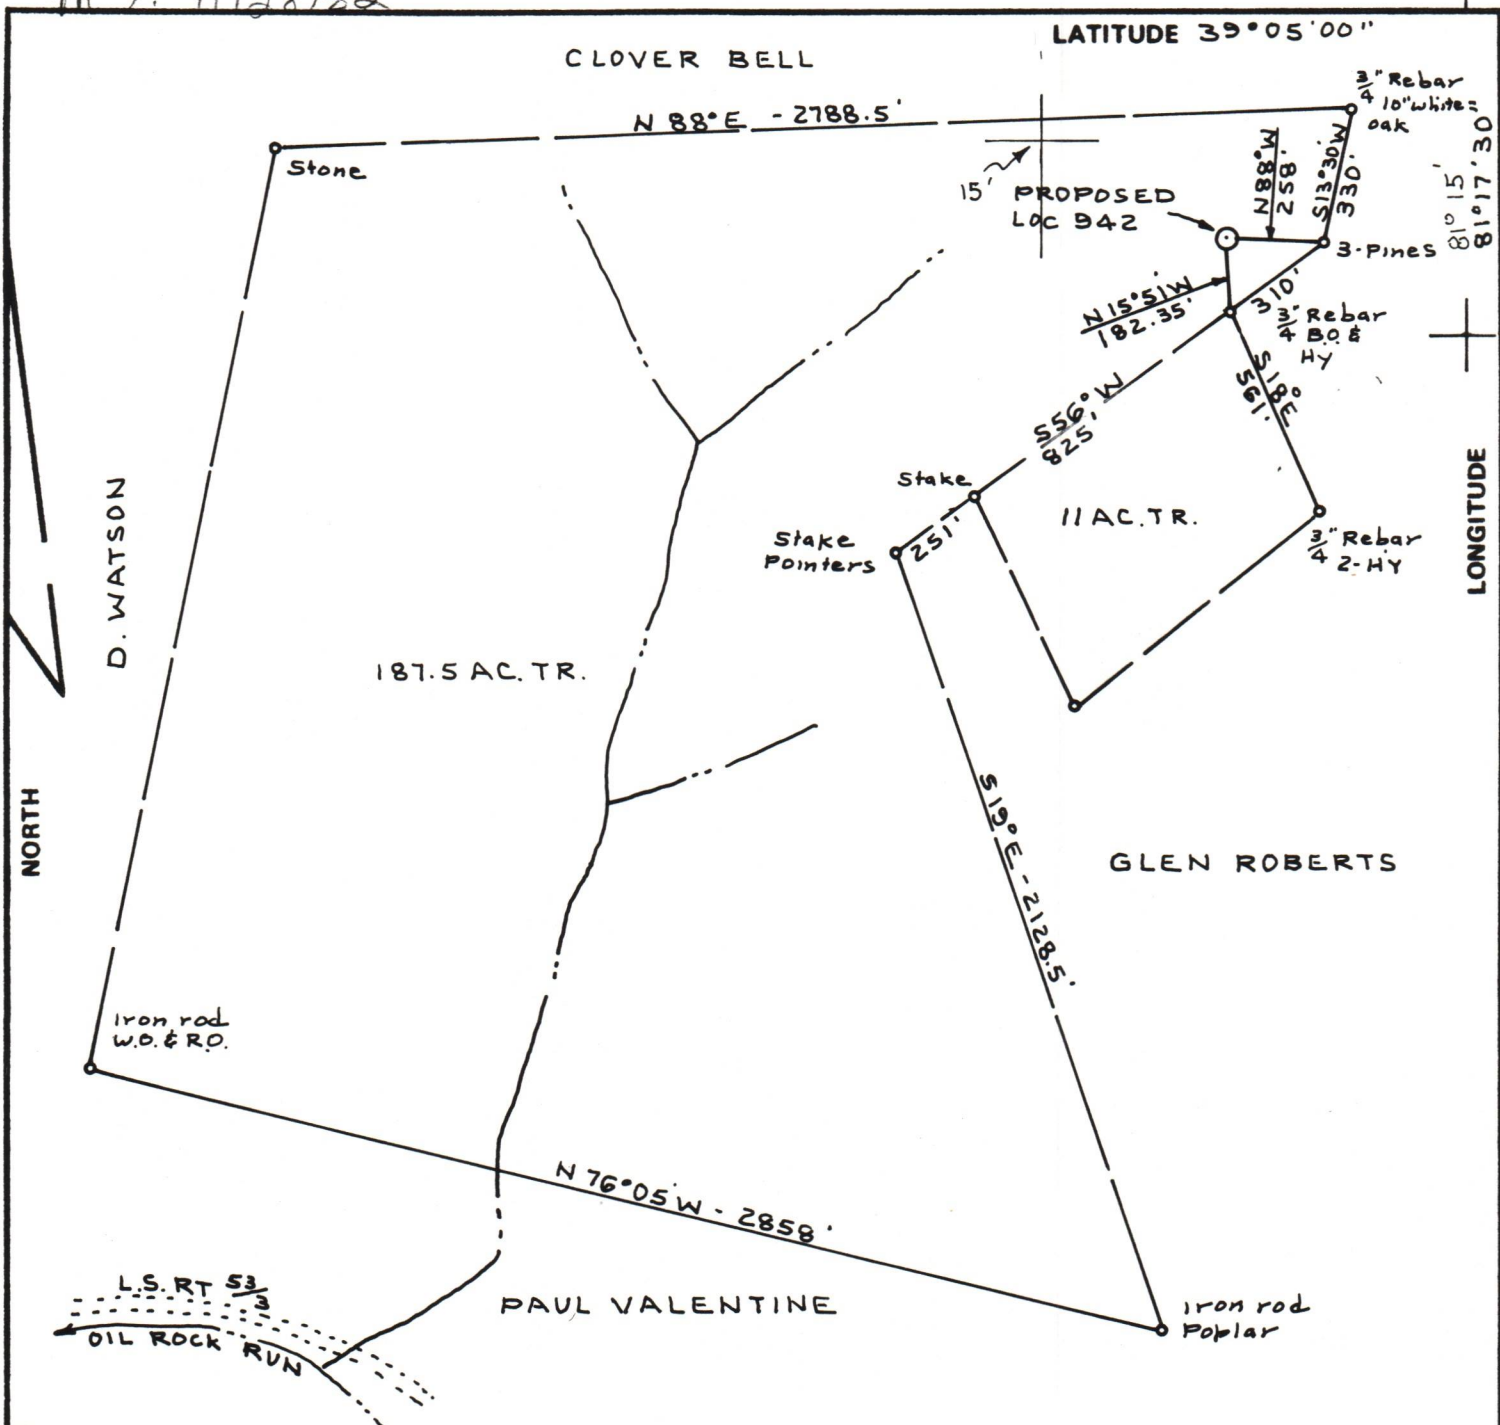 LATITUDE 39°05'00"
CLOVER BELL
3/4" Rebar
10" white=
oak
N 88° E - 2788.5'
Stone
15'
PROPOSED
LOC 942
N88°W
258'
S13°30'W
330'
81° 15'
81°17'30"
3-Pines
N15°51'W
182.35'
310'
3/4" Rebar
B.O. &
HY
S18°E
561'
S56°W
825'
LONGITUDE
Stake
11 AC. TR.
Stake
Pointers
251'
3/4" Rebar
2-HY
D. WATSON
187.5 AC. TR.
NORTH
S19°E - 2128.5'
GLEN ROBERTS
Iron rod
W.O. & R.O.
N 76°05'W - 2858'
L.S. RT 53/3
OIL ROCK RUN
PAUL VALENTINE
Iron rod
Poplar